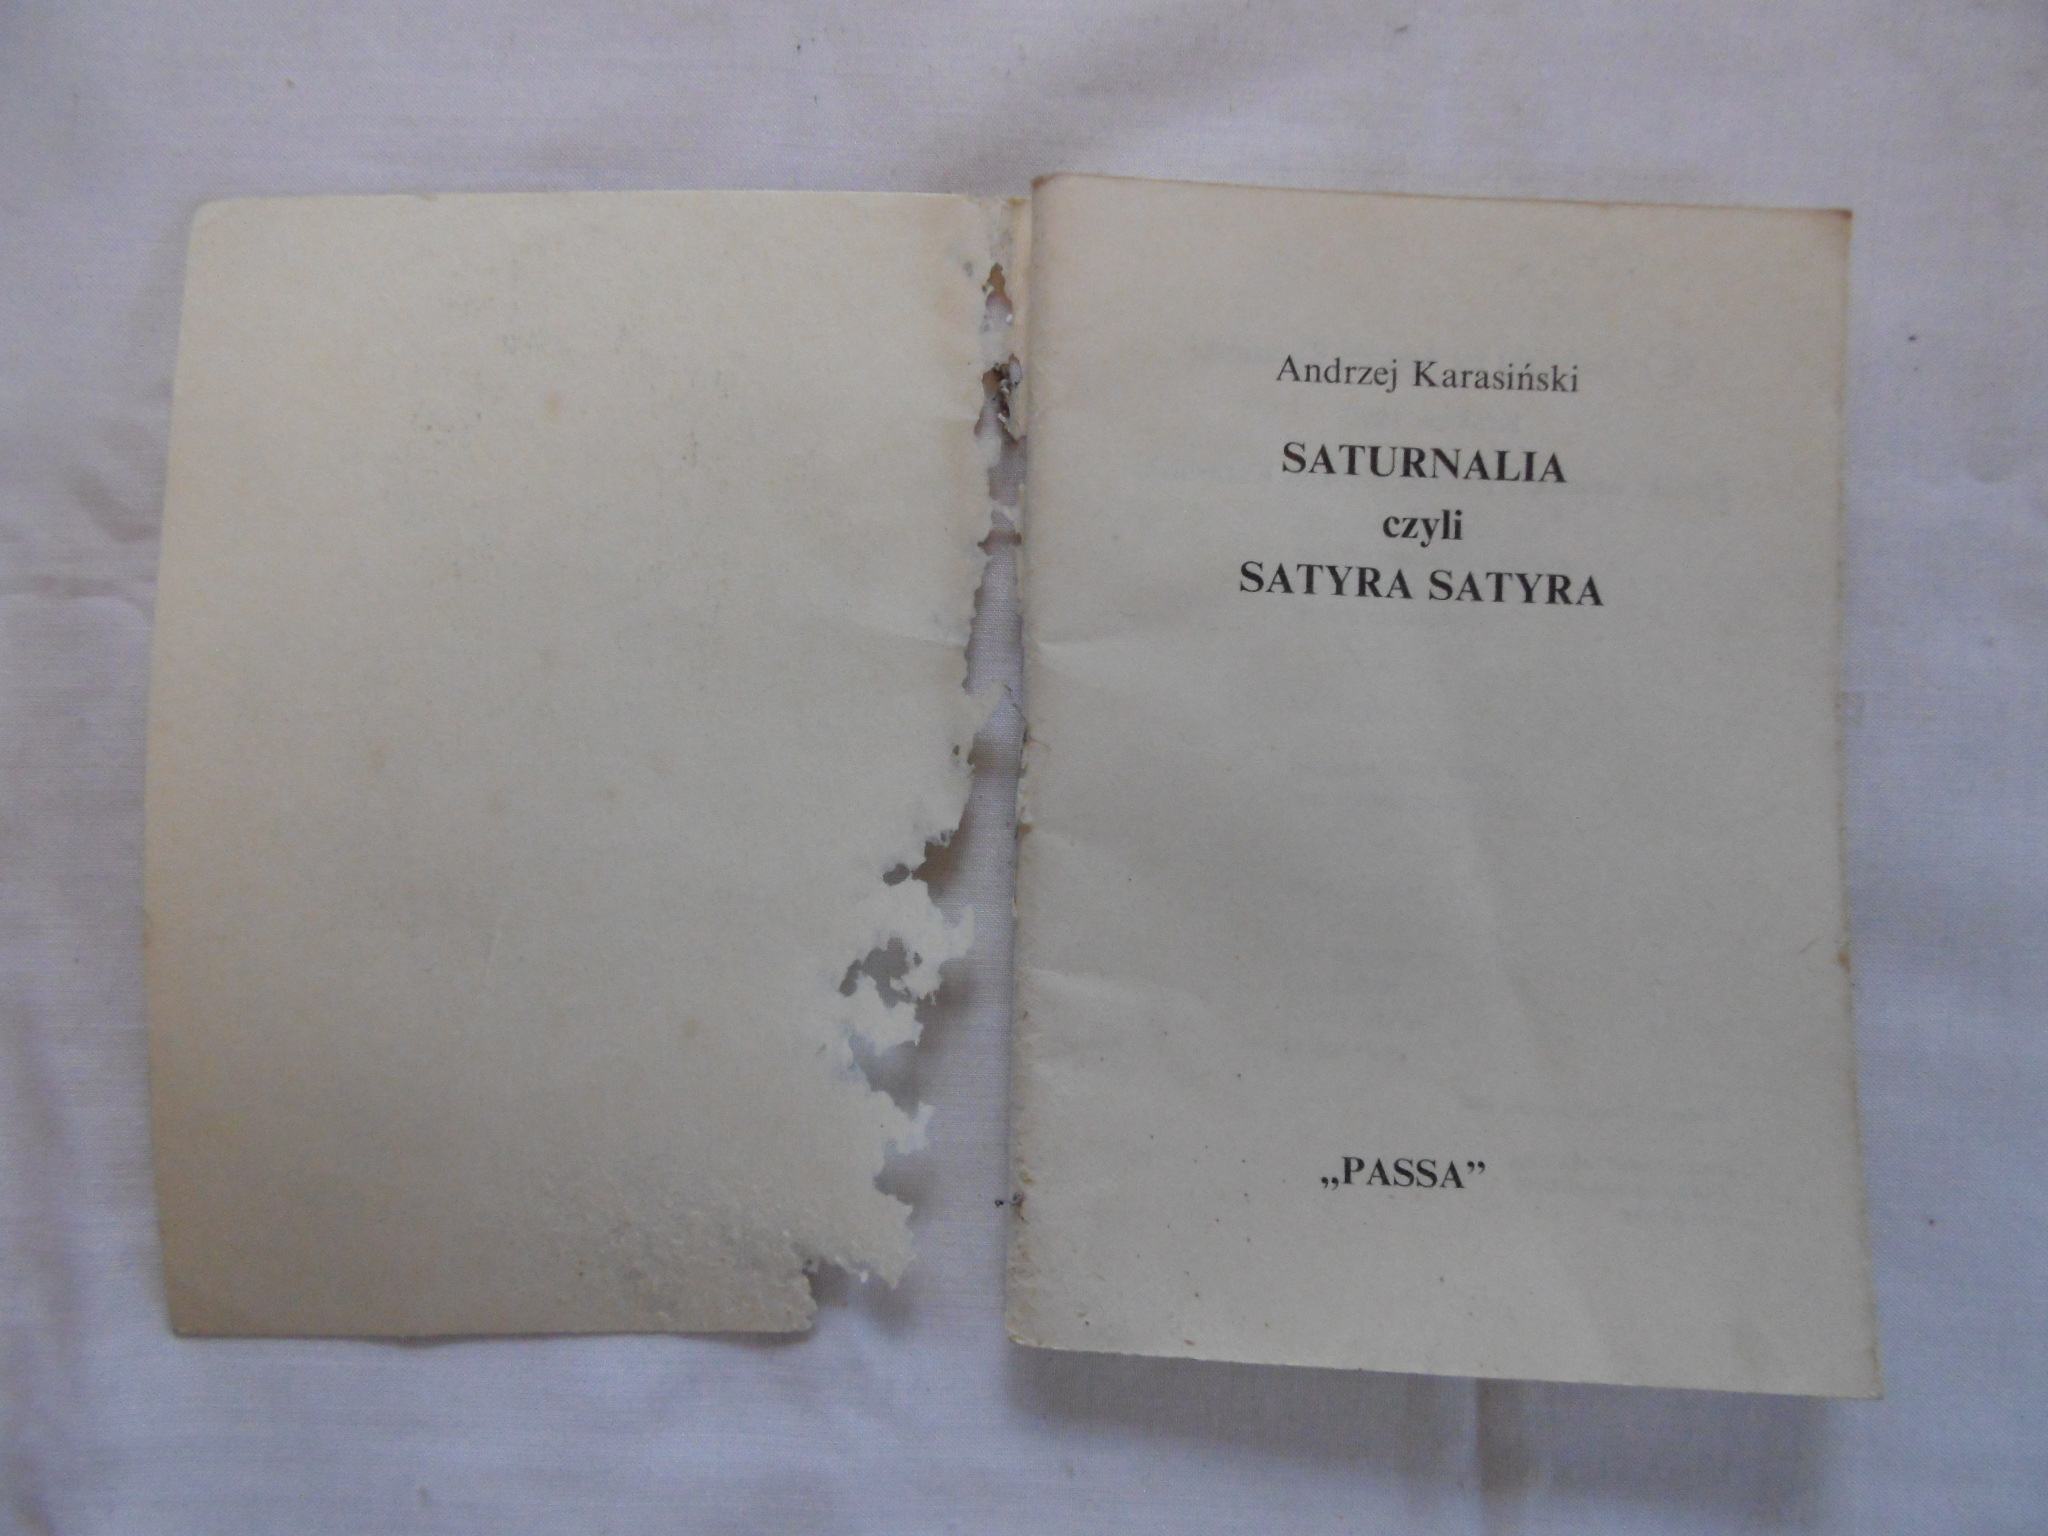 Andrzej Karasiński
SATURNALIA
czyli
SATYRA SATYRA
„PASSA”